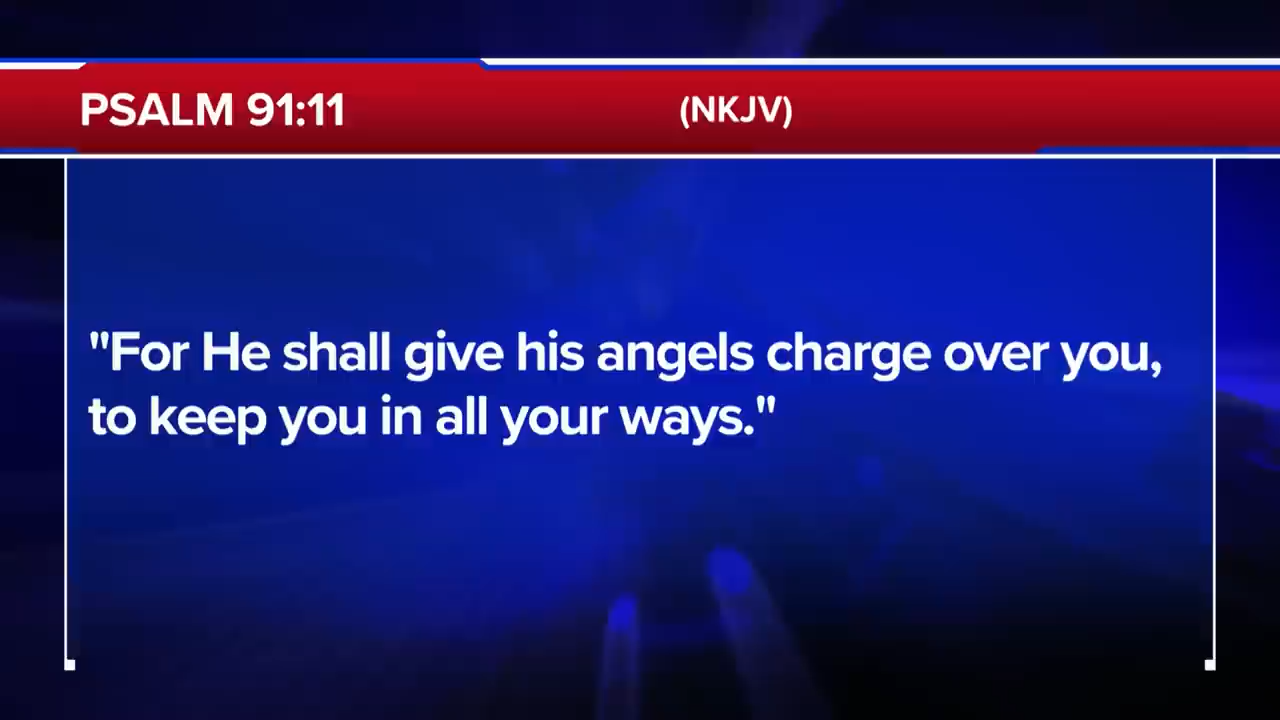 PSALM 91:11 (NKJV)
"For He shall give his angels charge over you,
to keep you in all your ways."